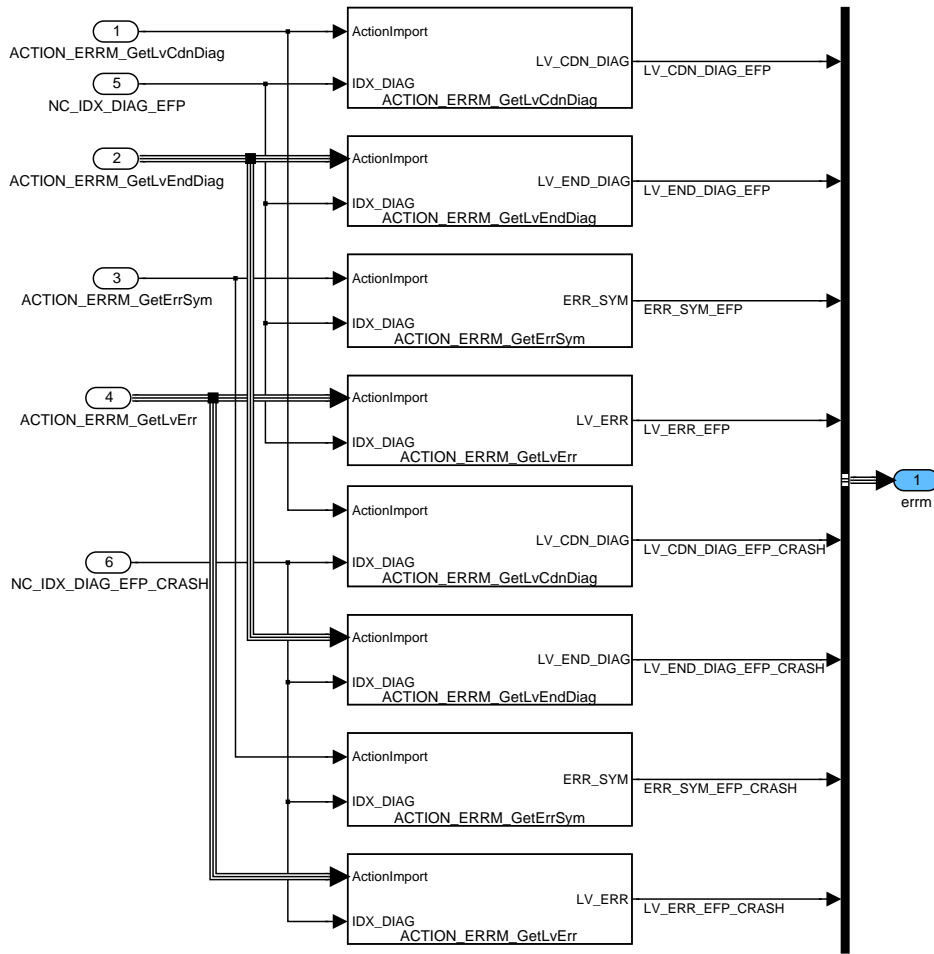 1
ACTION_ERRM_GetLvCdnDiag
5
NC_IDX_DIAG_EFP
2
ACTION_ERRM_GetLvEndDiag
3
ACTION_ERRM_GetErrSym
4
ACTION_ERRM_GetLvErr
6
NC_IDX_DIAG_EFP_CRASH
ActionImport
LV_CDN_DIAG
IDX_DIAG
ACTION_ERRM_GetLvCdnDiag
LV_CDN_DIAG_EFP
ActionImport
LV_END_DIAG
IDX_DIAG
ACTION_ERRM_GetLvEndDiag
LV_END_DIAG_EFP
ActionImport
ERR_SYM
IDX_DIAG
ACTION_ERRM_GetErrSym
ERR_SYM_EFP
ActionImport
LV_ERR
IDX_DIAG
ACTION_ERRM_GetLvErr
LV_ERR_EFP
ActionImport
LV_CDN_DIAG
IDX_DIAG
ACTION_ERRM_GetLvCdnDiag
LV_CDN_DIAG_EFP_CRASH
ActionImport
LV_END_DIAG
IDX_DIAG
ACTION_ERRM_GetLvEndDiag
LV_END_DIAG_EFP_CRASH
ActionImport
ERR_SYM
IDX_DIAG
ACTION_ERRM_GetErrSym
ERR_SYM_EFP_CRASH
ActionImport
LV_ERR
IDX_DIAG
ACTION_ERRM_GetLvErr
LV_ERR_EFP_CRASH
1
errm